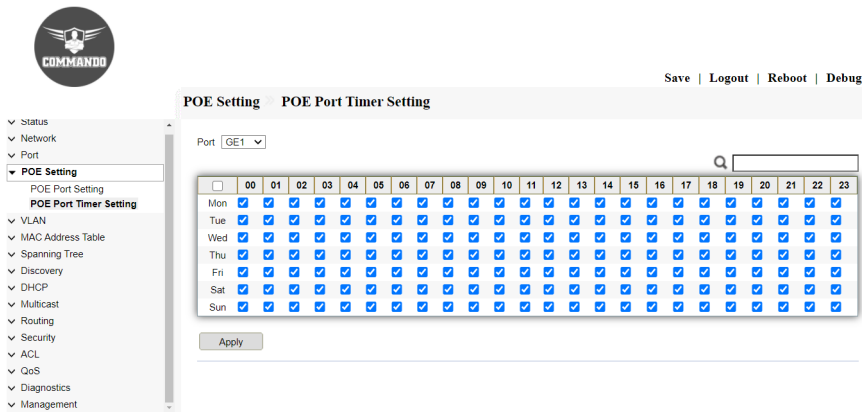 COMMANDO
Save | Logout | Reboot | Debug
POE Setting » POE Port Timer Setting
Status
Network
Port
POE Setting
POE Port Setting
POE Port Timer Setting
VLAN
MAC Address Table
Spanning Tree
Discovery
DHCP
Multicast
Routing
Security
ACL
QoS
Diagnostics
Management
Port GE1
00 01 02 03 04 05 06 07 08 09 10 11 12 13 14 15 16 17 18 19 20 21 22 23
Mon
Tue
Wed
Thu
Fri
Sat
Sun
Apply